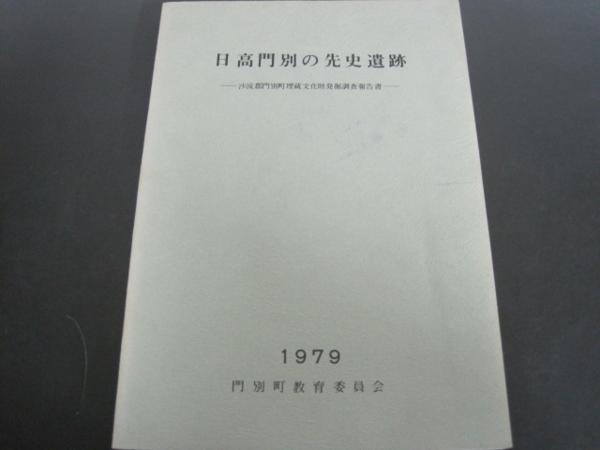 日高門別の先史遺跡
——沙流郡門別町埋蔵文化財発掘調査報告書——
1979
門別町教育委員会